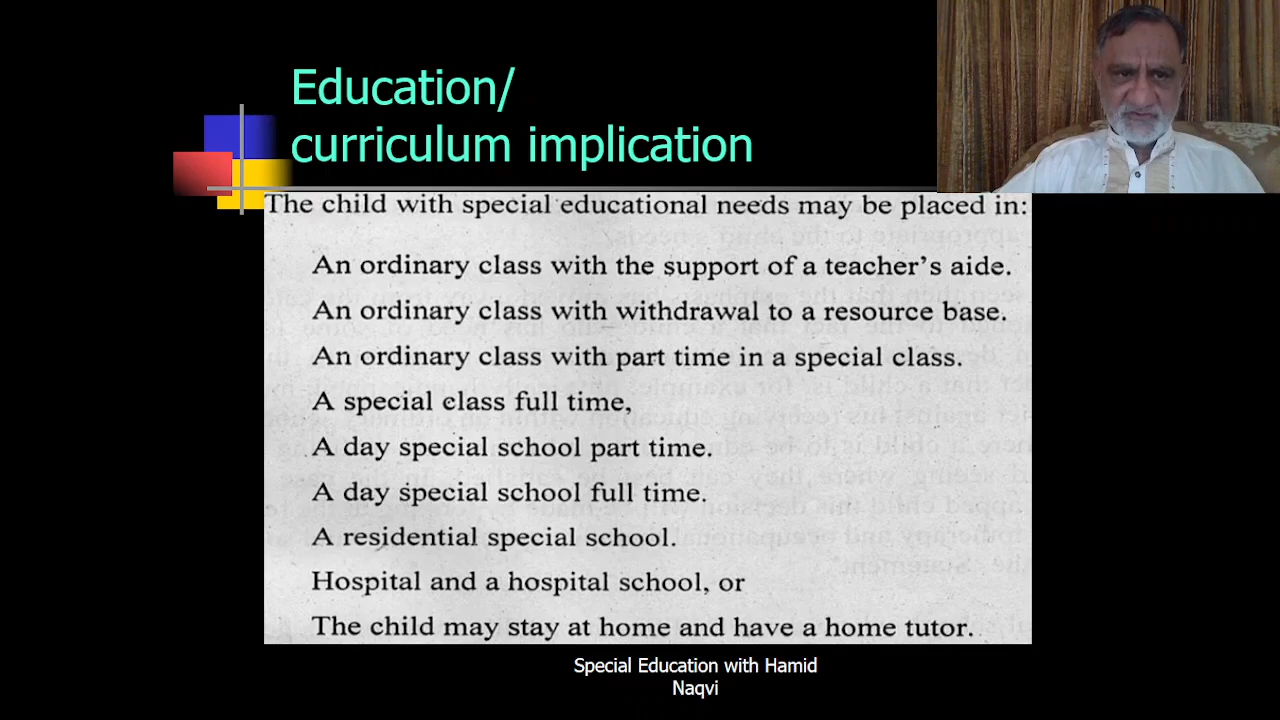 Education/
curriculum implication
The child with special educational needs may be placed in:
An ordinary class with the support of a teacher's aide.
An ordinary class with withdrawal to a resource base.
An ordinary class with part time in a special class.
A special class full time,
A day special school part time.
A day special school full time.
A residential special school.
Hospital and a hospital school, or
The child may stay at home and have a home tutor.
Special Education with Hamid
Naqvi